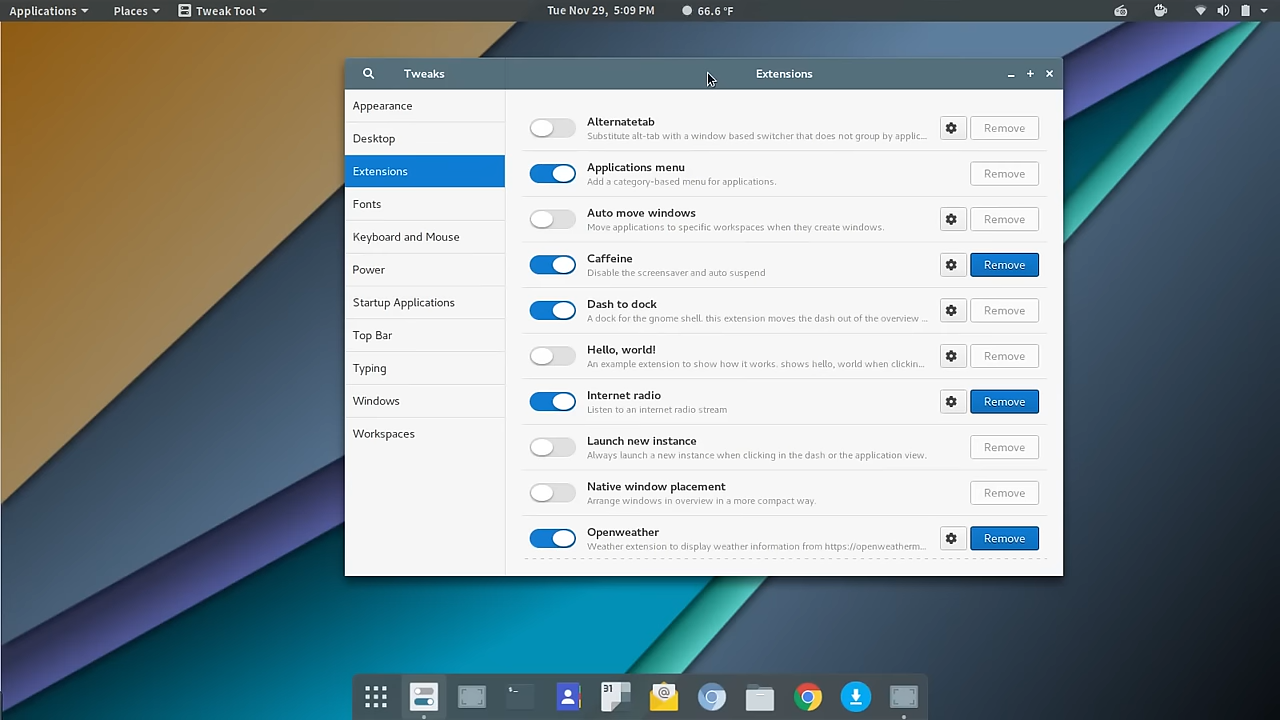 Applications Places Tweak Tool Tue Nov 29, 5:09 PM 66.6 °F
Tweaks Extensions
Appearance
Desktop
Extensions
Fonts
Keyboard and Mouse
Power
Startup Applications
Top Bar
Typing
Windows
Workspaces
Alternatetab
Substitute alt-tab with a window based switcher that does not group by applic...
Remove
Applications menu
Add a category-based menu for applications.
Remove
Auto move windows
Move applications to specific workspaces when they create windows.
Remove
Caffeine
Disable the screensaver and auto suspend
Remove
Dash to dock
A dock for the gnome shell. this extension moves the dash out of the overview ...
Remove
Hello, world!
An example extension to show how it works. shows hello, world when clickin...
Remove
Internet radio
Listen to an internet radio stream
Remove
Launch new instance
Always launch a new instance when clicking in the dash or the application view.
Remove
Native window placement
Arrange windows in overview in a more compact way.
Remove
Openweather
Weather extension to display weather information from https://openweatherm...
Remove
31